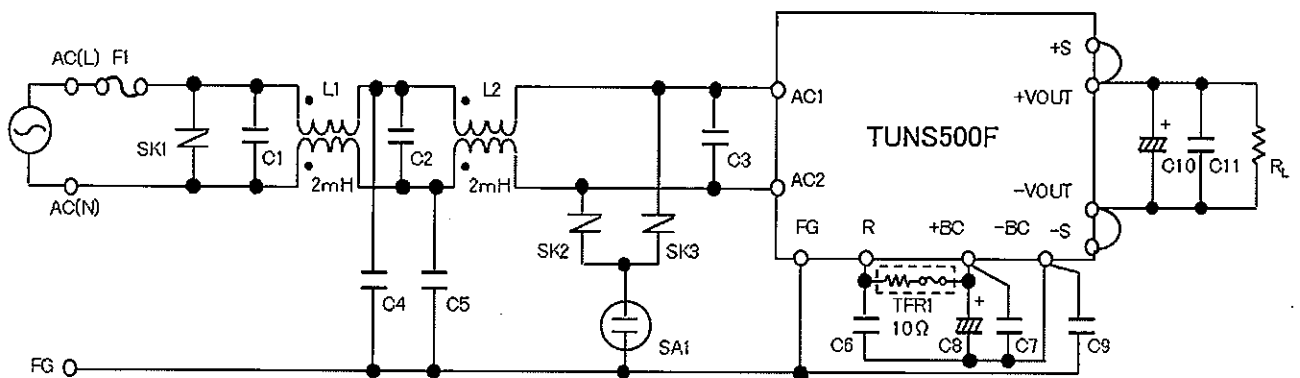 AC(L) F1
L1
L2
+S
+VOUT
AC1
TUNS500F
SK1
C1
C2
C3
C10
C11
RL
2mH
2mH
AC2
-VOUT
AC(N)
FG
R
+BC
-BC
-S
SK2
SK3
C4
C5
TFR1
10Ω
SA1
C6
C8
C7
C9
FG
+
+